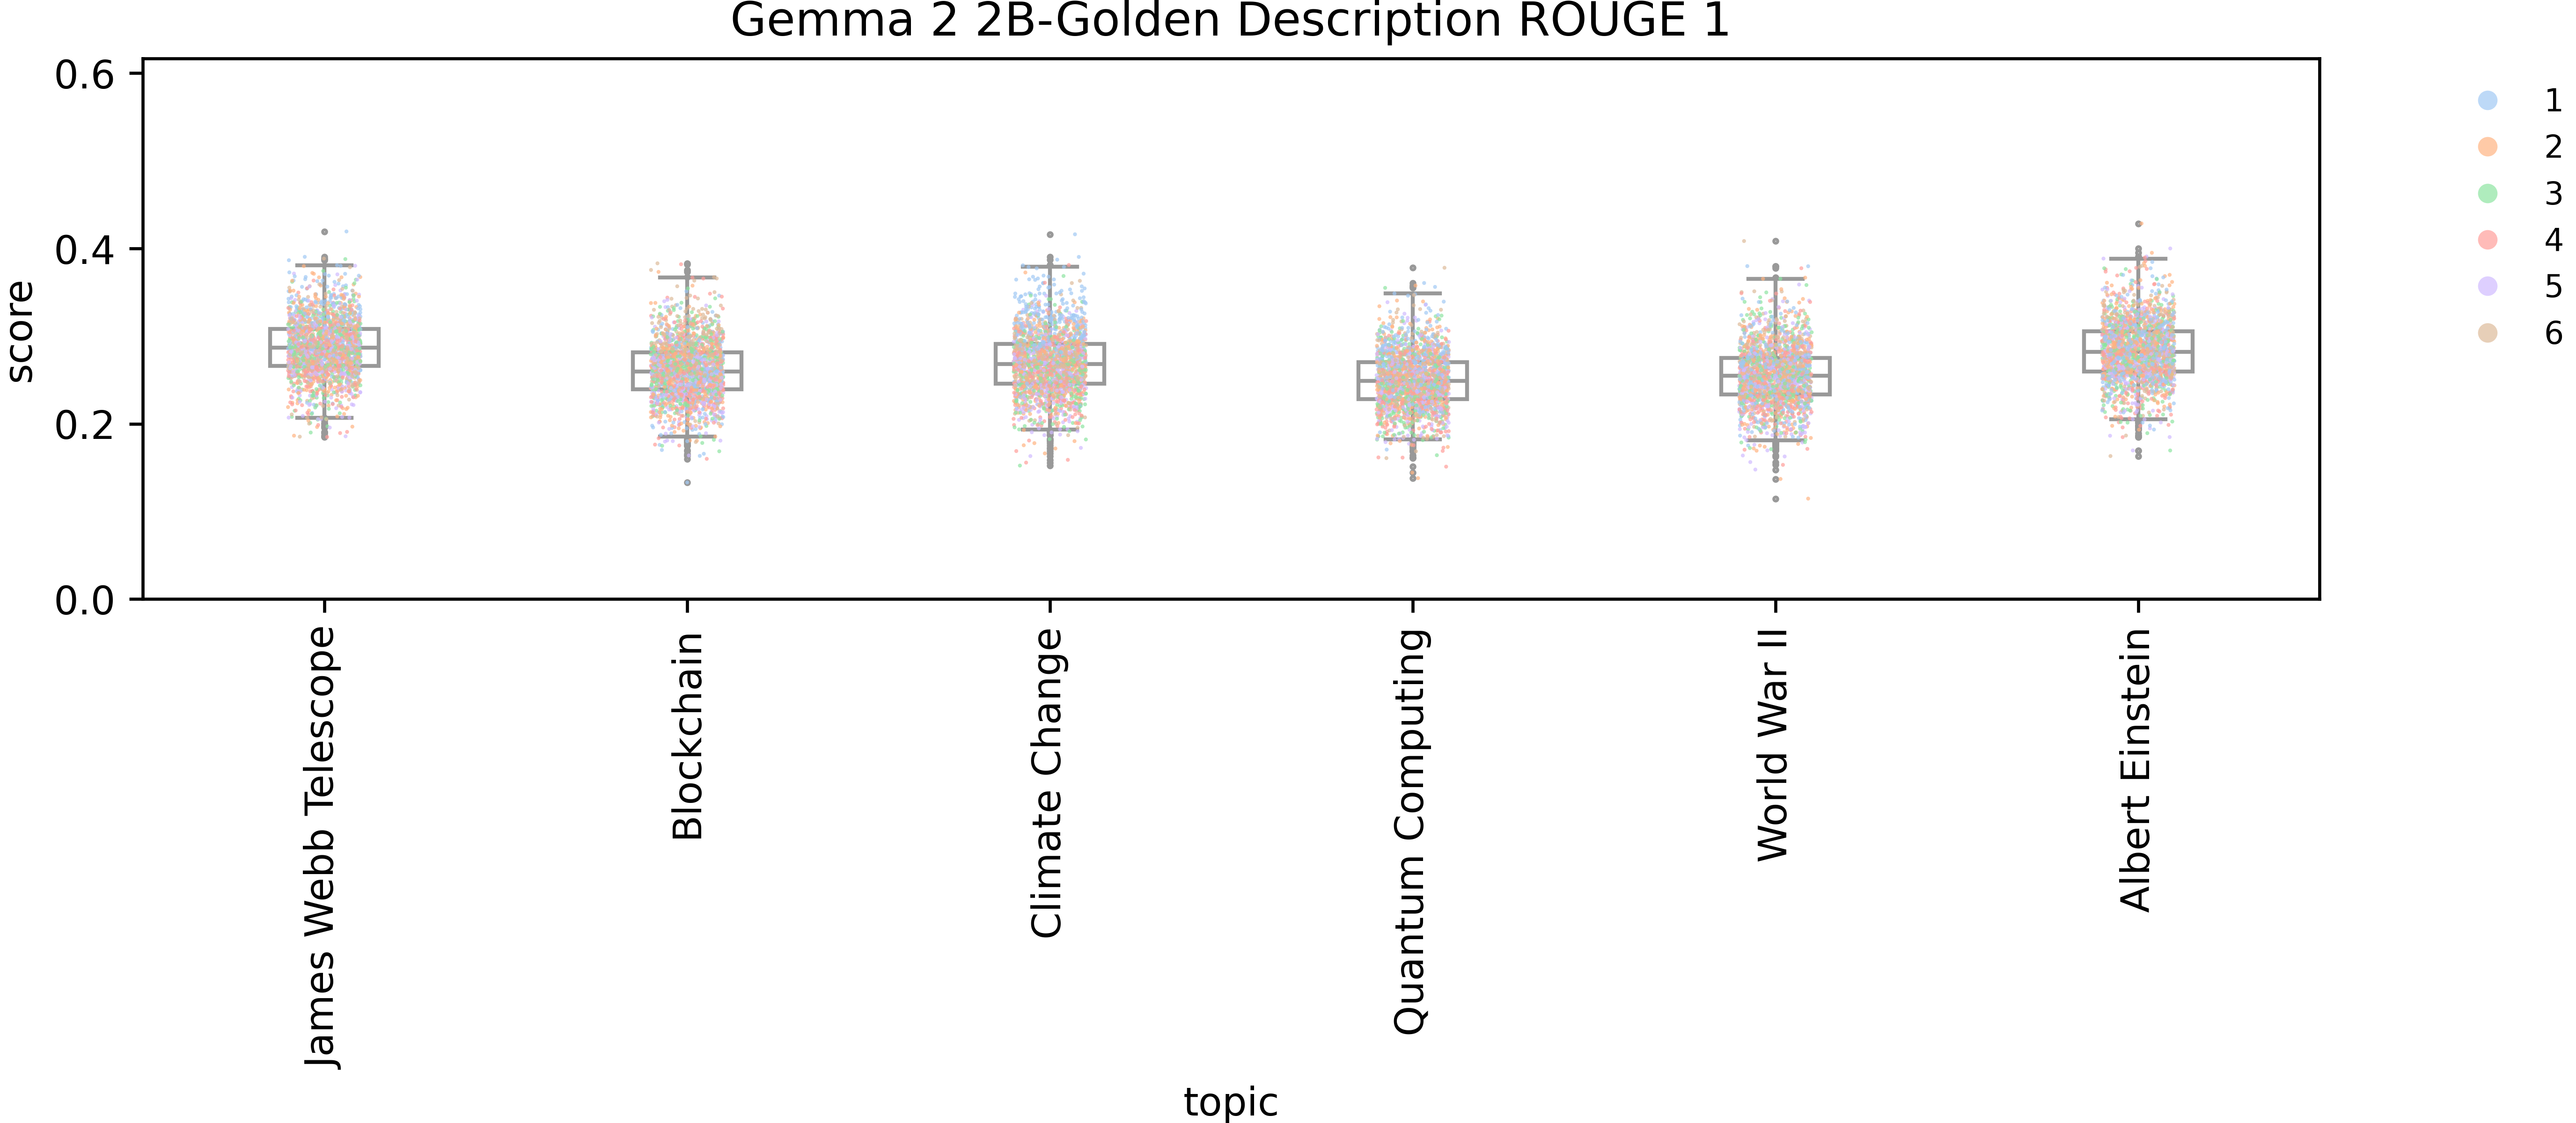 Gemma 2 2B-Golden Description ROUGE 1
score
0.6
0.4
0.2
0.0
1
2
3
4
5
6
James Webb Telescope
Blockchain
Climate Change
Quantum Computing
World War II
Albert Einstein
topic